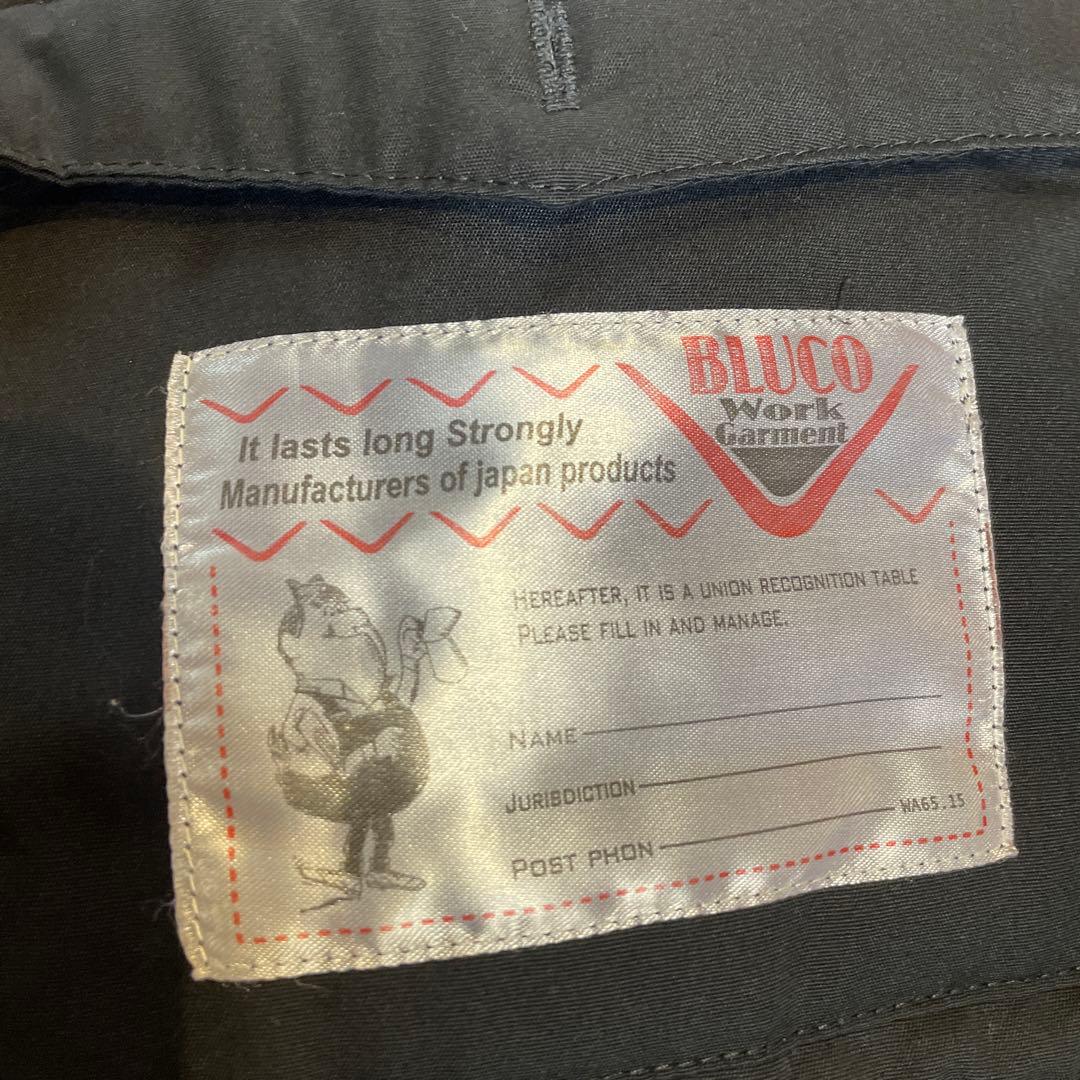 BLUCO
Work
Garment
It lasts long Strongly
Manufacturers of japan products
HEREAFTER, IT IS A UNION RECOGNITION TABLE
PLEASE FILL IN AND MANAGE.
NAME
JURISDICTION
POST PHON
WA65.15